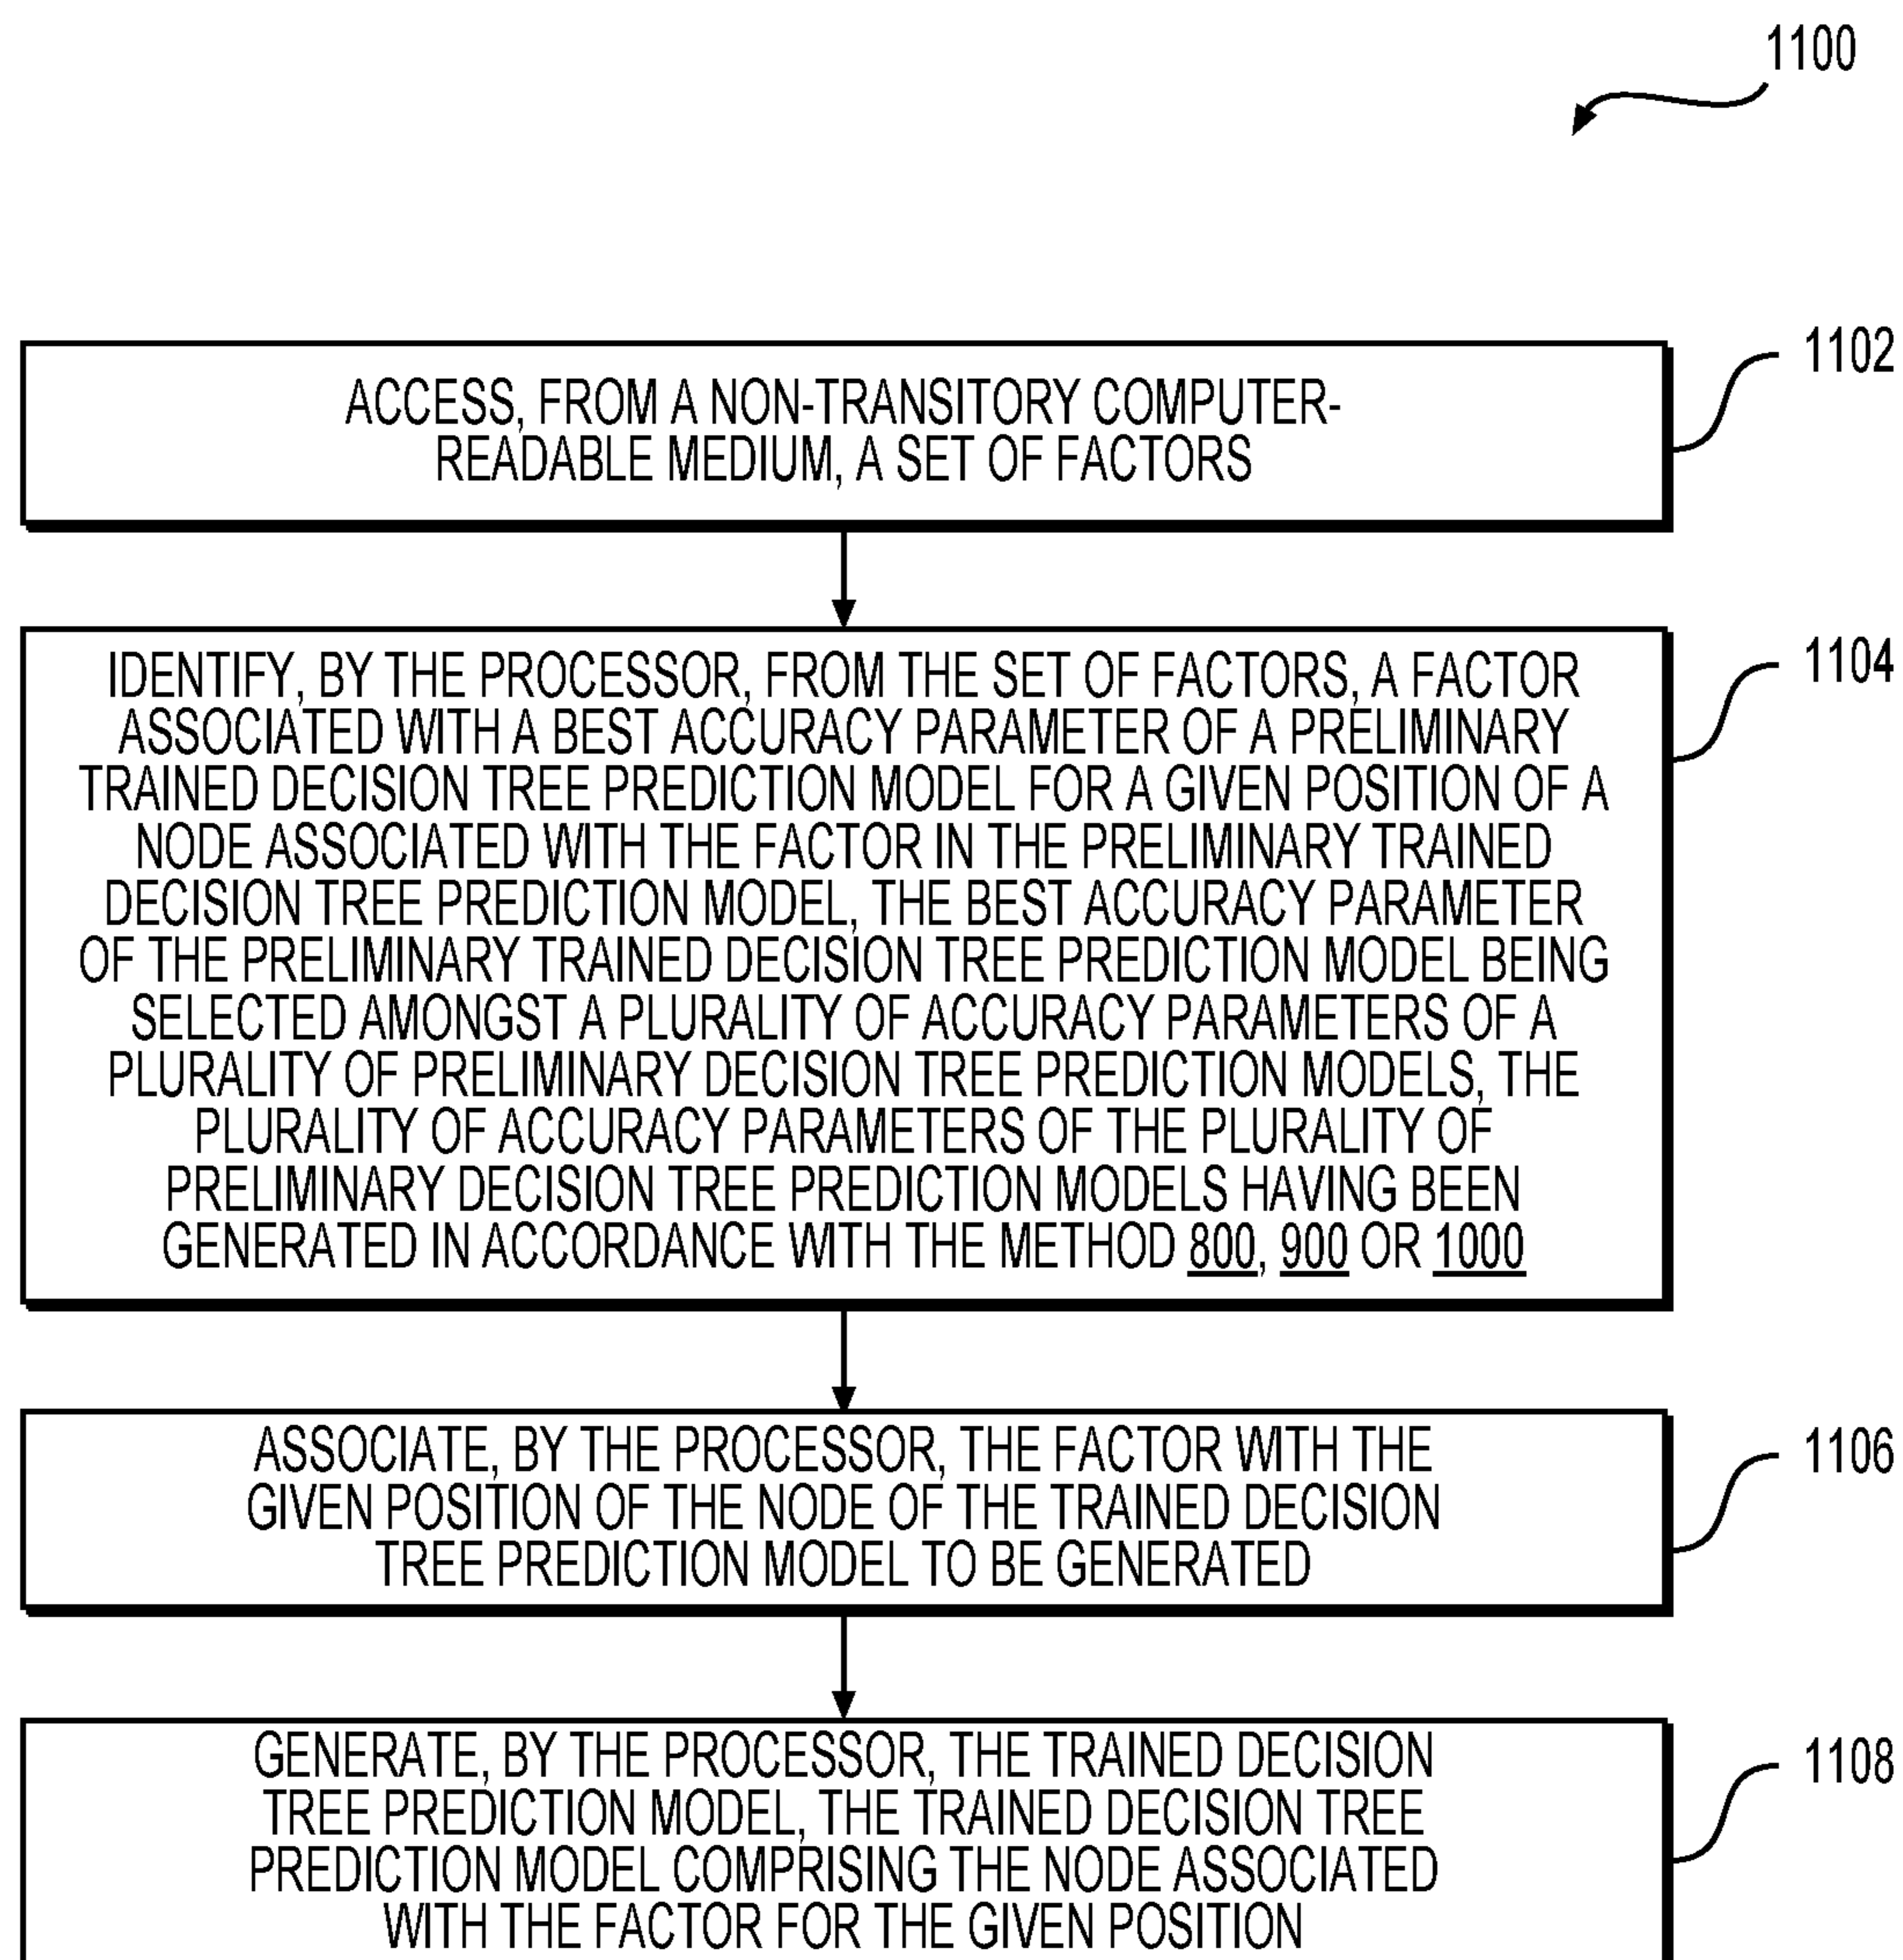 1100
1102
ACCESS, FROM A NON-TRANSITORY COMPUTER-
READABLE MEDIUM, A SET OF FACTORS
1104
IDENTIFY, BY THE PROCESSOR, FROM THE SET OF FACTORS, A FACTOR
ASSOCIATED WITH A BEST ACCURACY PARAMETER OF A PRELIMINARY
TRAINED DECISION TREE PREDICTION MODEL FOR A GIVEN POSITION OF A
NODE ASSOCIATED WITH THE FACTOR IN THE PRELIMINARY TRAINED
DECISION TREE PREDICTION MODEL, THE BEST ACCURACY PARAMETER
OF THE PRELIMINARY TRAINED DECISION TREE PREDICTION MODEL BEING
SELECTED AMONGST A PLURALITY OF ACCURACY PARAMETERS OF A
PLURALITY OF PRELIMINARY DECISION TREE PREDICTION MODELS, THE
PLURALITY OF ACCURACY PARAMETERS OF THE PLURALITY OF
PRELIMINARY DECISION TREE PREDICTION MODELS HAVING BEEN
GENERATED IN ACCORDANCE WITH THE METHOD 800, 900 OR 1000
1106
ASSOCIATE, BY THE PROCESSOR, THE FACTOR WITH THE
GIVEN POSITION OF THE NODE OF THE TRAINED DECISION
TREE PREDICTION MODEL TO BE GENERATED
1108
GENERATE, BY THE PROCESSOR, THE TRAINED DECISION
TREE PREDICTION MODEL, THE TRAINED DECISION TREE
PREDICTION MODEL COMPRISING THE NODE ASSOCIATED
WITH THE FACTOR FOR THE GIVEN POSITION